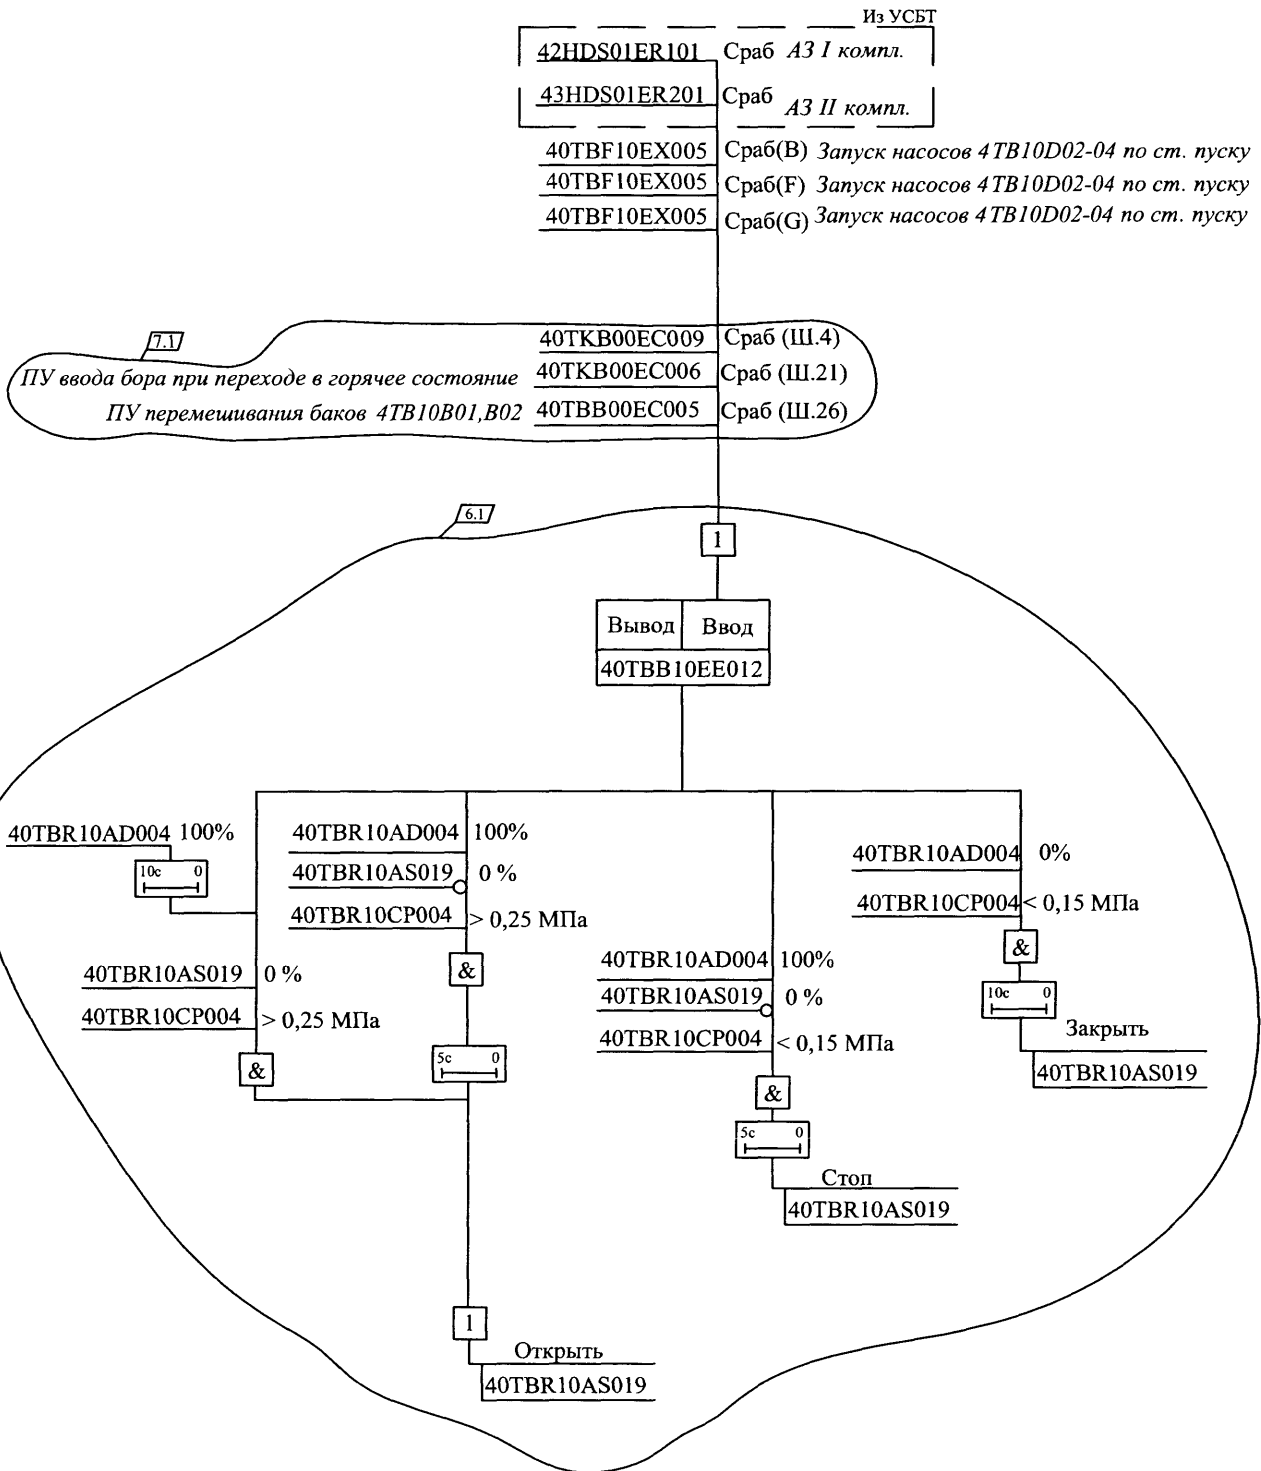 Из УСБТ
42HDS01ER101 Сраб АЗ I компл.
43HDS01ER201 Сраб АЗ II компл.
40TBF10EX005 Сраб(B) Запуск насосов 4TB10D02-04 по ст. пуску
40TBF10EX005 Сраб(F) Запуск насосов 4TB10D02-04 по ст. пуску
40TBF10EX005 Сраб(G) Запуск насосов 4TB10D02-04 по ст. пуску
7.1
40TKB00EC009 Сраб (Ш.4)
ПУ ввода бора при переходе в горячее состояние 40TKB00EC006 Сраб (Ш.21)
ПУ перемешивания баков 4TB10B01,B02 40TBB00EC005 Сраб (Ш.26)
6.1
1
Вывод Ввод
40TBB10EE012
40TBR10AD004 100%
10с 0
40TBR10AS019 0 %
40TBR10CP004 > 0,25 МПа
&
40TBR10AD004 100%
40TBR10AS019 0 %
40TBR10CP004 > 0,25 МПа
&
5с 0
1
Открыть
40TBR10AS019
40TBR10AD004 100%
40TBR10AS019 0 %
40TBR10CP004 < 0,15 МПа
&
5с 0
Стоп
40TBR10AS019
40TBR10AD004 0%
40TBR10CP004 < 0,15 МПа
&
10с 0
Закрыть
40TBR10AS019